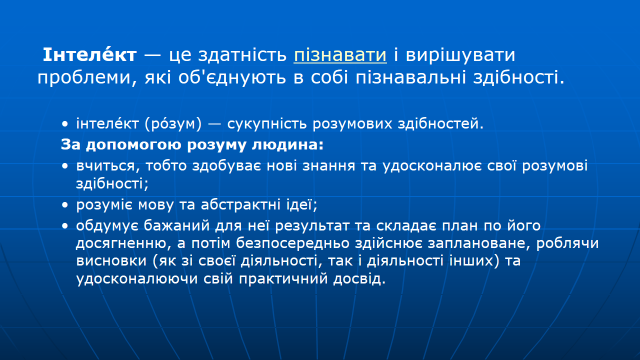 Інтеле́кт — це здатність пізнавати і вирішувати
проблеми, які об'єднують в собі пізнавальні здібності.
• інтеле́кт (ро́зум) — сукупність розумових здібностей.
За допомогою розуму людина:
• вчиться, тобто здобуває нові знання та удосконалює свої розумові
здібності;
• розуміє мову та абстрактні ідеї;
• обдумує бажаний для неї результат та складає план по його
досягненню, а потім безпосередньо здійснює заплановане, роблячи
висновки (як зі своєї діяльності, так і діяльності інших) та
удосконалюючи свій практичний досвід.